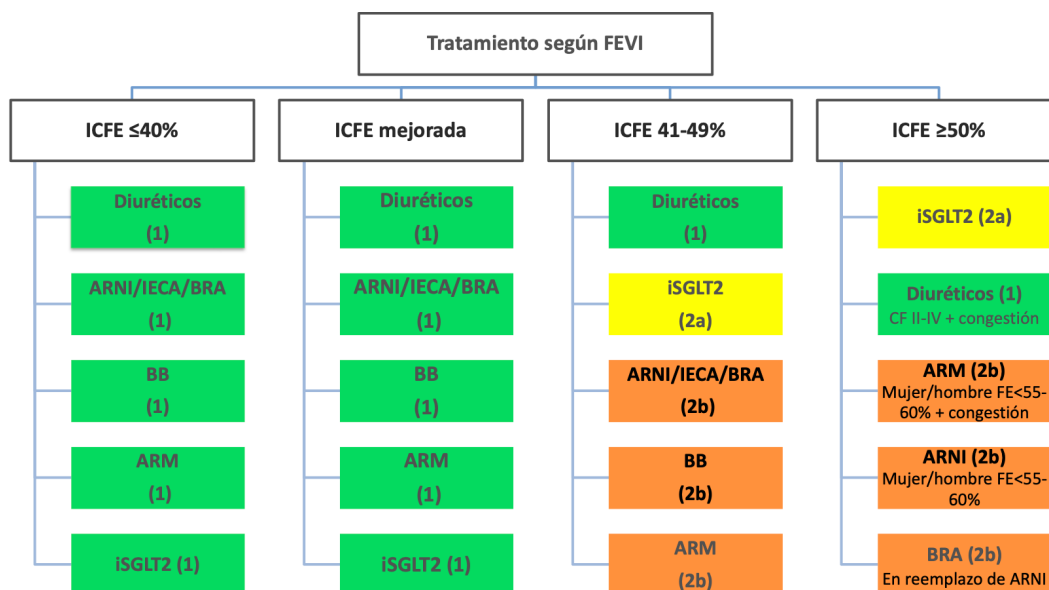 Tratamiento según FEVI
ICFE ≤40%
Diuréticos
(1)
ARNI/IECA/BRA
(1)
BB
(1)
ARM
(1)
iSGLT2 (1)
ICFE mejorada
Diuréticos
(1)
ARNI/IECA/BRA
(1)
BB
(1)
ARM
(1)
iSGLT2 (1)
ICFE 41-49%
Diuréticos
(1)
iSGLT2
(2a)
ARNI/IECA/BRA
(2b)
BB
(2b)
ARM
(2b)
ICFE ≥50%
iSGLT2 (2a)
Diuréticos (1)
CF II-IV + congestión
ARM (2b)
Mujer/hombre FE<55-
60% + congestión
ARNI (2b)
Mujer/hombre FE<55-
60%
BRA (2b)
En reemplazo de ARNI